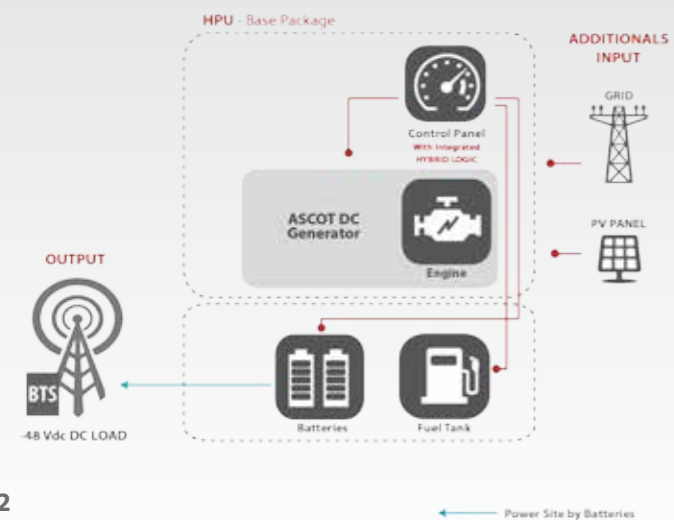 HPU - Base Package
ADDITIONALS
INPUT
GRID
Control Panel
With Integrated
HYBRID LOGIC
ASCOT DC
Generator
Engine
PV PANEL
OUTPUT
BTS
-48 Vdc DC LOAD
Batteries
Fuel Tank
2
Power Site by Batteries